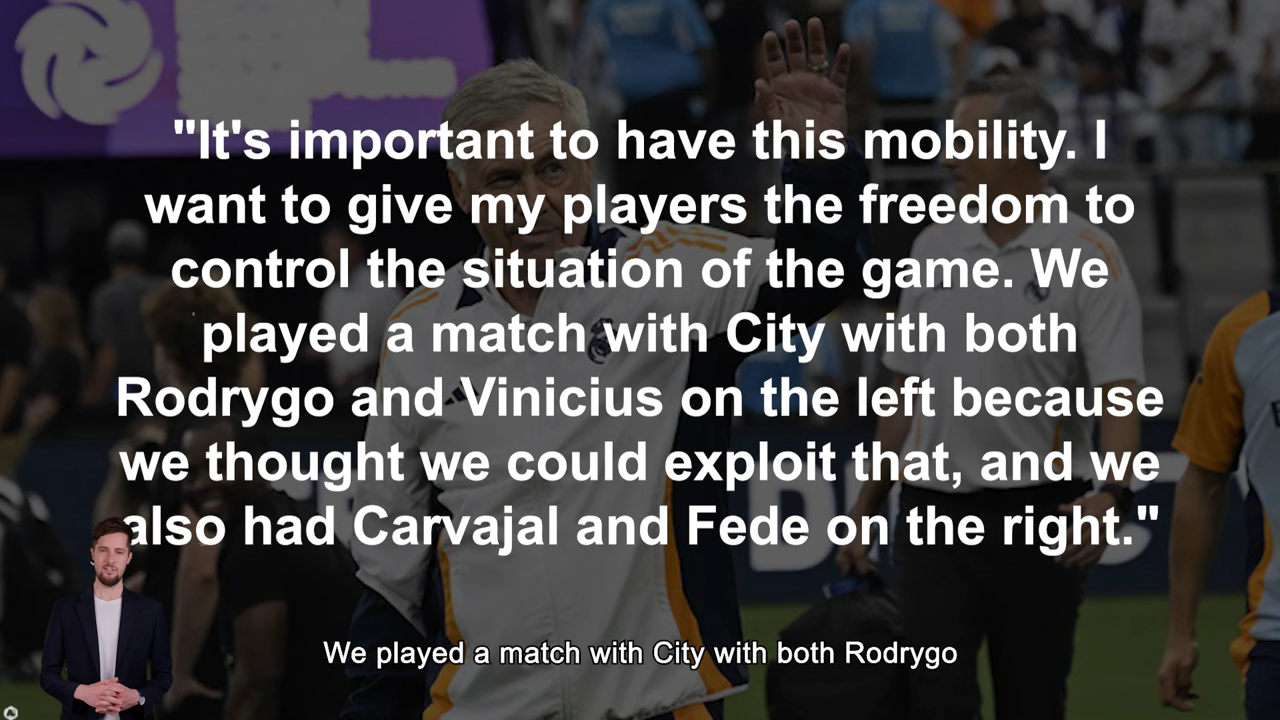 "It's important to have this mobility. I
want to give my players the freedom to
control the situation of the game. We
played a match with City with both
Rodrygo and Vinicius on the left because
we thought we could exploit that, and we
also had Carvajal and Fede on the right."
We played a match with City with both Rodrygo